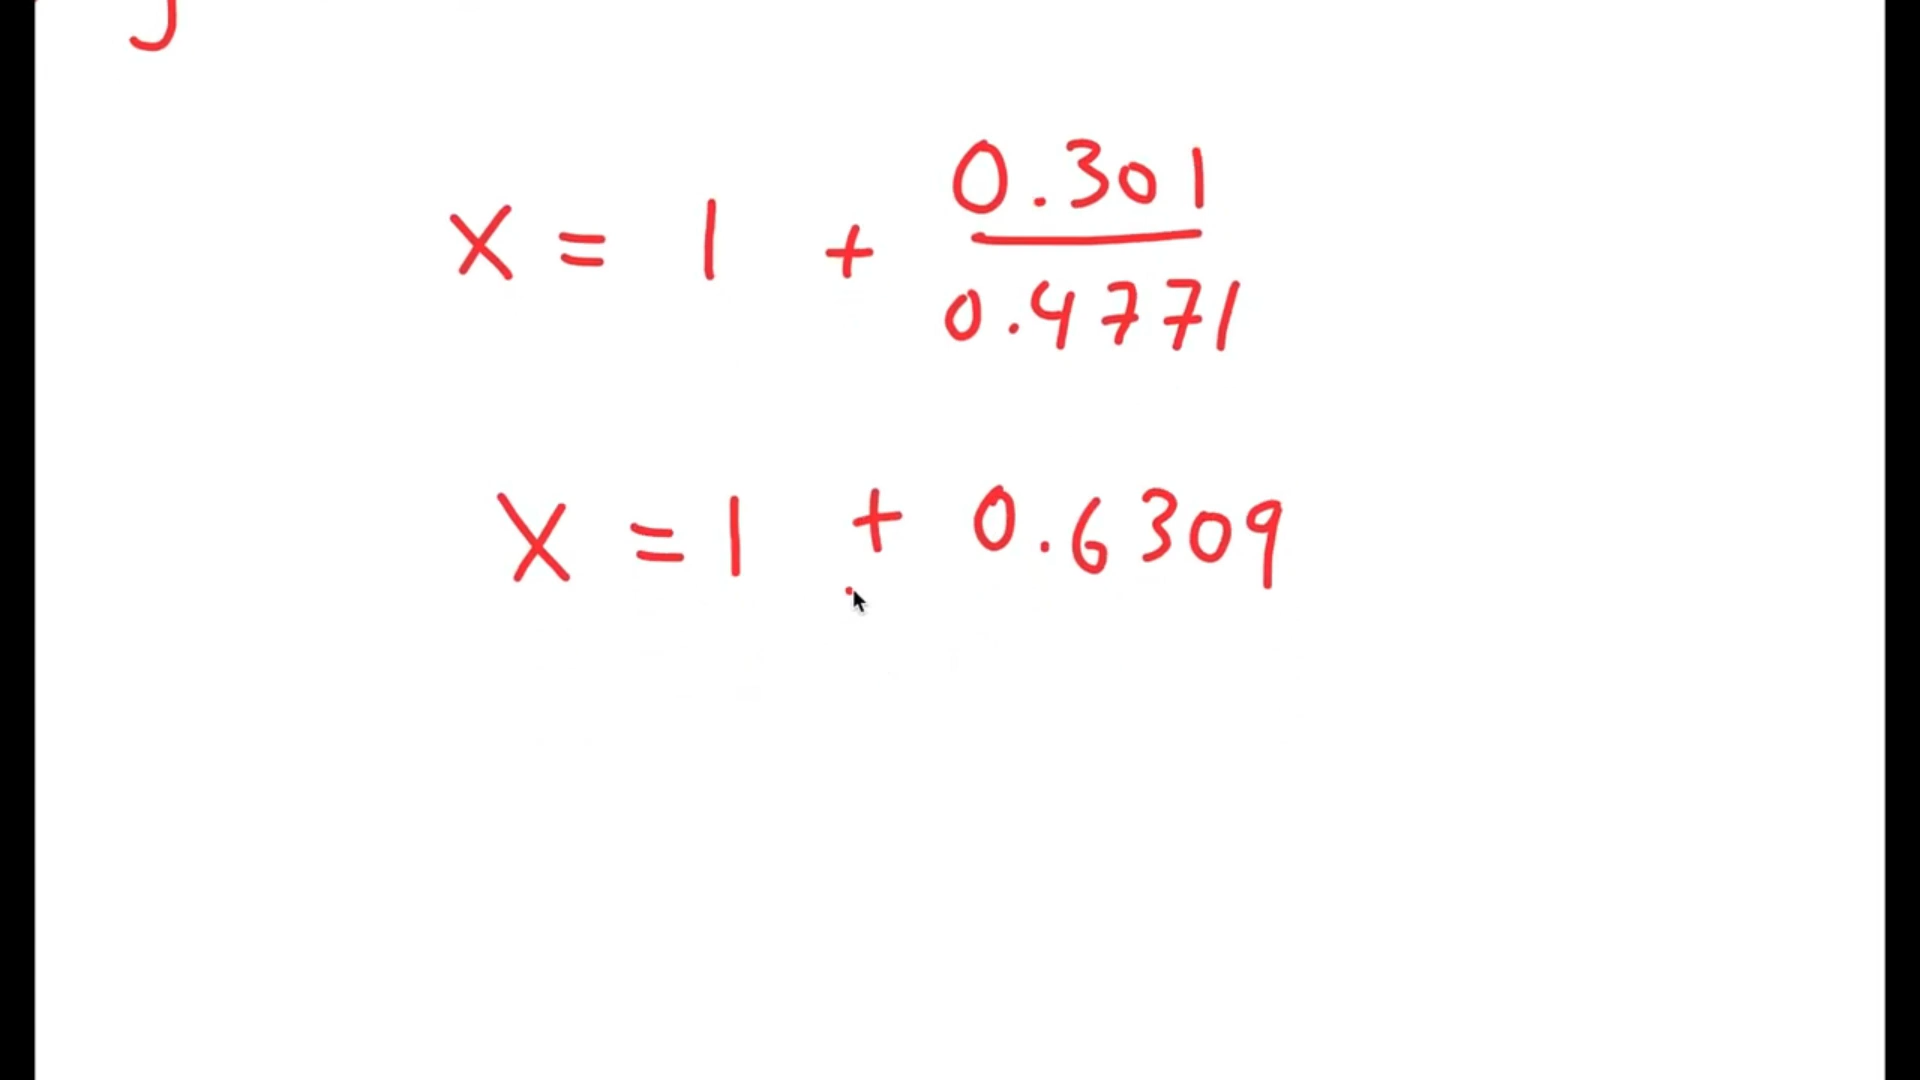 x = 1 + 0.301/0.4771
x = 1 + 0.6309